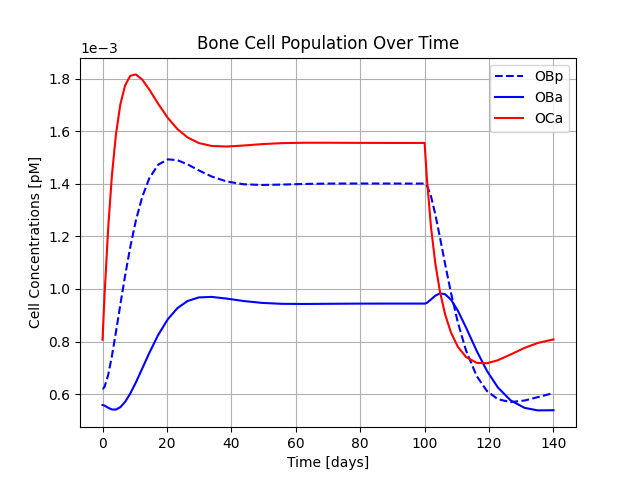 Bone Cell Population Over Time
1e−3
Cell Concentrations [pM]
1.8
1.6
1.4
1.2
1.0
0.8
0.6
OBp
OBa
OCa
0 20 40 60 80 100 120 140
Time [days]